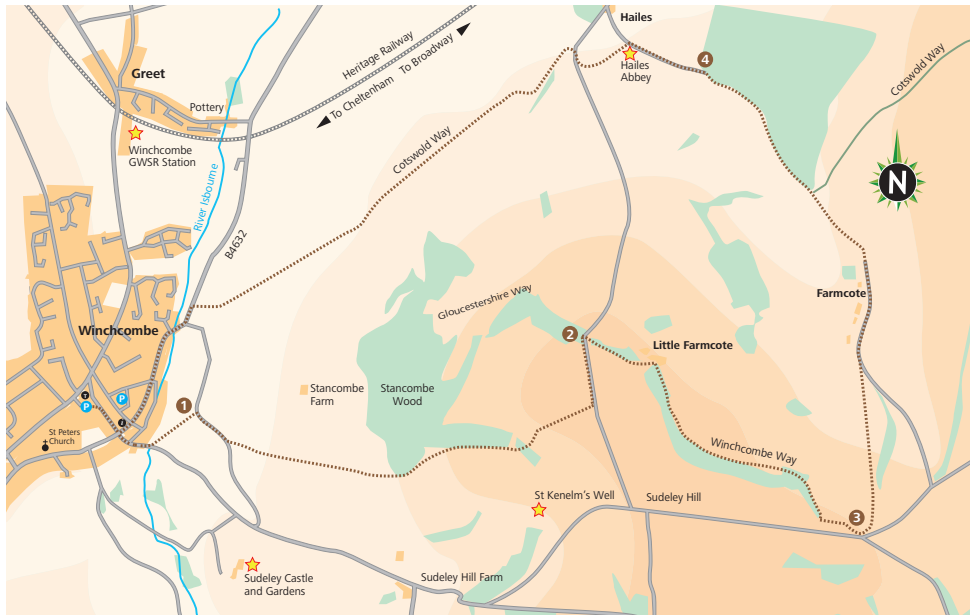 Hailes
Heritage Railway
To Broadway
To Cheltenham
Greet
Hailes
Abbey
4
Cotswold Way
Pottery
Winchcombe
GWSR Station
Cotswold Way
River Isbourne
N
B4632
Gloucestershire Way
Farmcote
Winchcombe
2
Little Farmcote
Stancombe
Farm
Stancombe
Wood
T
P
P
1
i
St Peters
Church
Winchcombe Way
St Kenelm's Well
Sudeley Hill
3
Sudeley Castle
and Gardens
Sudeley Hill Farm